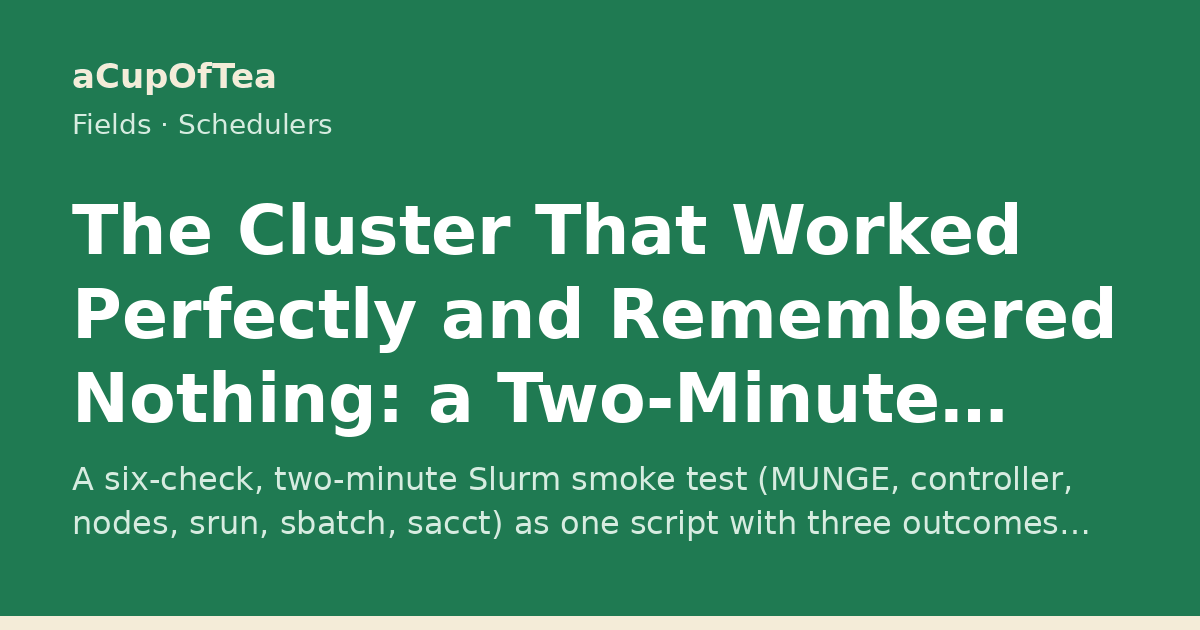 aCupOfTea
Fields · Schedulers
The Cluster That Worked
Perfectly and Remembered
Nothing: a Two-Minute…
A six-check, two-minute Slurm smoke test (MUNGE, controller,
nodes, srun, sbatch, sacct) as one script with three outcomes…